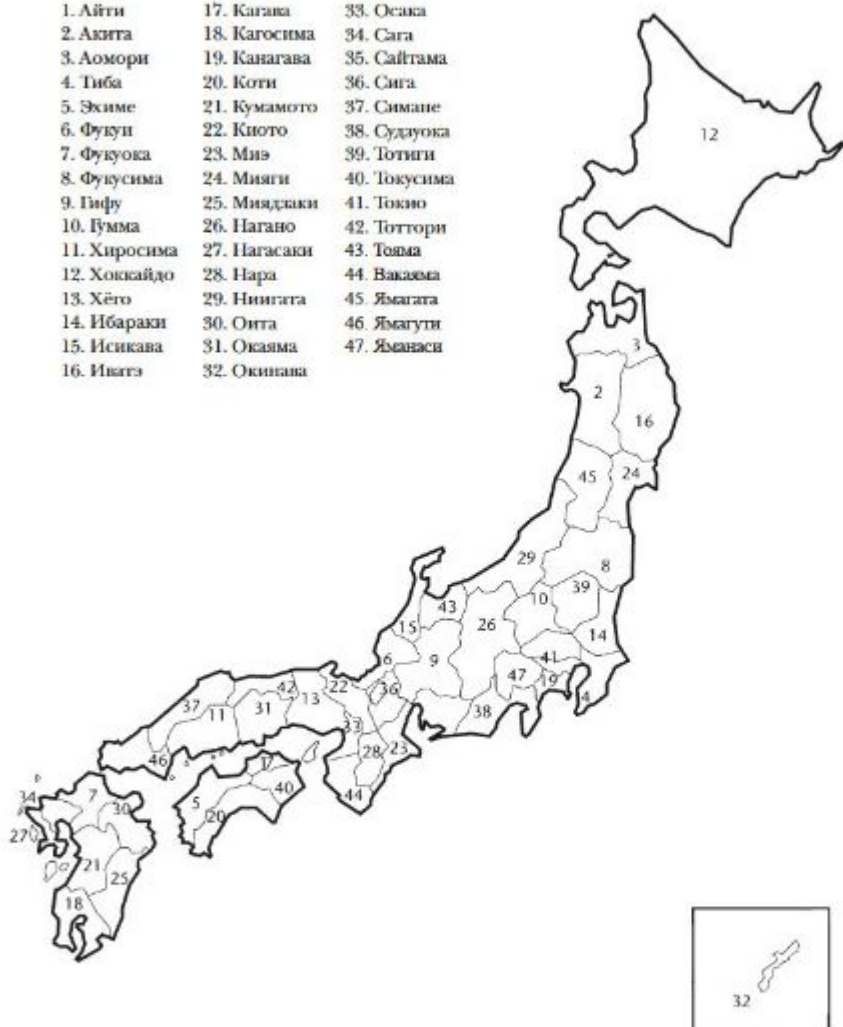 1. Айти
2. Акита
3. Аомори
4. Тиба
5. Эхиме
6. Фукуи
7. Фукуока
8. Фукусима
9. Гифу
10. Гумма
11. Хиросима
12. Хоккайдо
13. Хёго
14. Ибараки
15. Исикава
16. Иватэ
17. Кагава
18. Кагосима
19. Канагава
20. Коти
21. Кумамото
22. Киото
23. Миэ
24. Мияги
25. Миядзаки
26. Нагано
27. Нагасаки
28. Нара
29. Ниигата
30. Оита
31. Окаяма
32. Окинава
33. Осака
34. Сага
35. Сайтама
36. Сига
37. Симане
38. Судзуока
39. Тотиги
40. Токусима
41. Токио
42. Тоттори
43. Тояма
44. Вакаяма
45. Ямагата
46. Ямагути
47. Яманаси
12
3
2
16
45
24
29
8
39
10
43
26
15
14
6
9
41
47
19
36
22
42
13
4
37
11
31
38
33
28
23
46
17
44
40
5
20
34
7
30
27
21
25
18
32